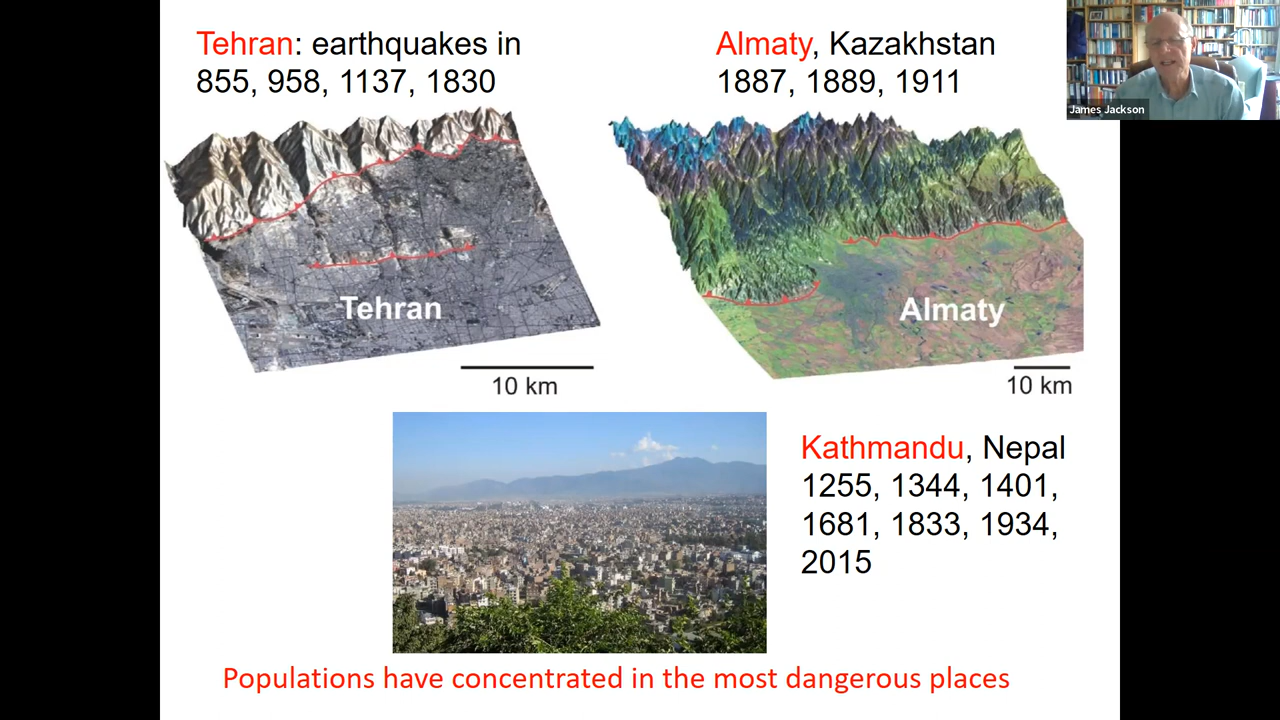 Tehran: earthquakes in
855, 958, 1137, 1830
Almaty, Kazakhstan
1887, 1889, 1911
James Jackson
Tehran
10 km
Almaty
10 km
Kathmandu, Nepal
1255, 1344, 1401,
1681, 1833, 1934,
2015
Populations have concentrated in the most dangerous places